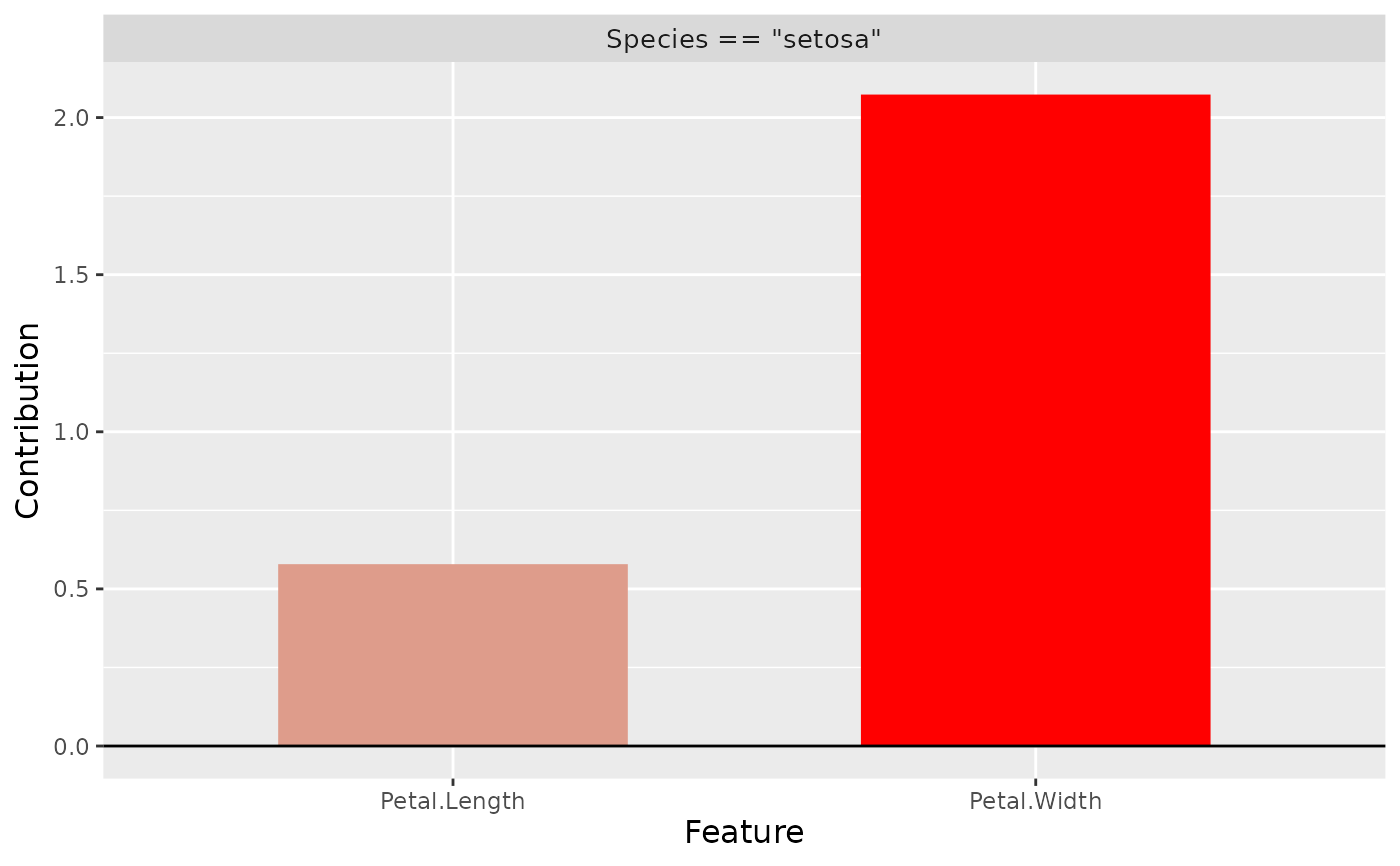 Species == "setosa"
2.0
1.5
1.0
0.5
0.0
Contribution
Petal.Length
Petal.Width
Feature